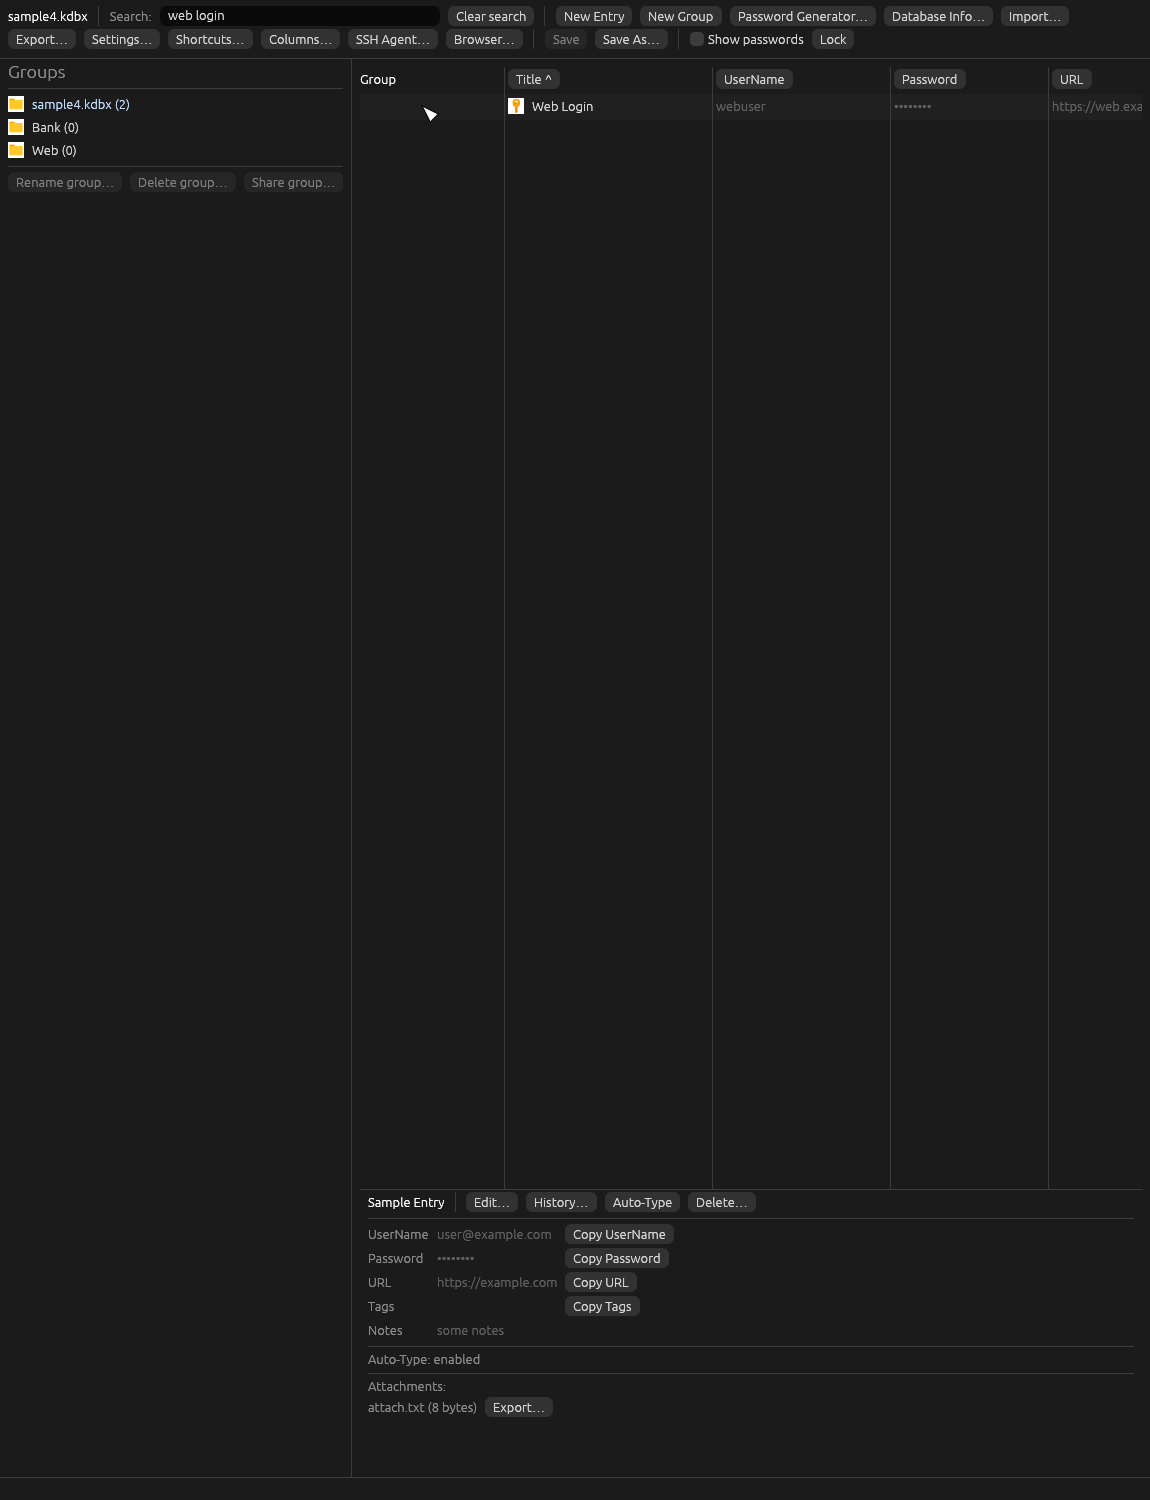 sample4.kdbx Search: web login Clear search New Entry New Group Password Generator... Database Info... Import...
Export... Settings... Shortcuts... Columns... SSH Agent... Browser... Save Save As... Show passwords Lock
Groups
sample4.kdbx (2)
Bank (0)
Web (0)
Rename group... Delete group... Share group...
Group Title ^ UserName Password URL
Web Login webuser •••••••• https://web.exa
Sample Entry Edit... History... Auto-Type Delete...
UserName user@example.com Copy UserName
Password •••••••• Copy Password
URL https://example.com Copy URL
Tags Copy Tags
Notes some notes
Auto-Type: enabled
Attachments:
attach.txt (8 bytes) Export...